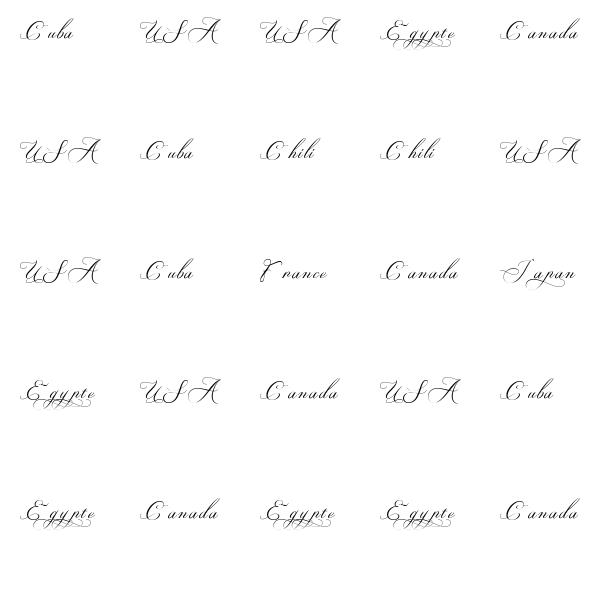 Cuba USA USA Egypte Canada
USA Cuba Chili Chili USA
USA Cuba France Canada Japan
Egypte USA Canada USA Cuba
Egypte Canada Egypte Egypte Canada